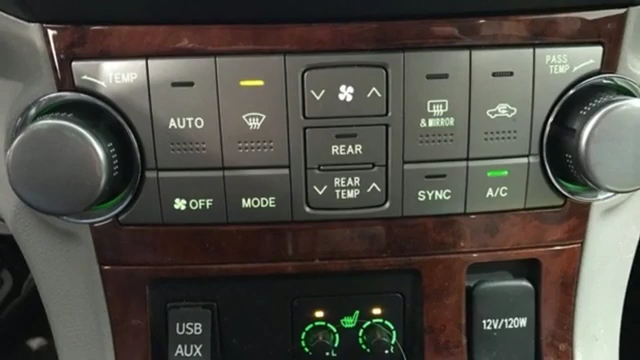 TEMP
PASS
TEMP
AUTO
& MIRROR
REAR
OFF
MODE
REAR
TEMP
SYNC
A/C
USB
AUX
12V/120W